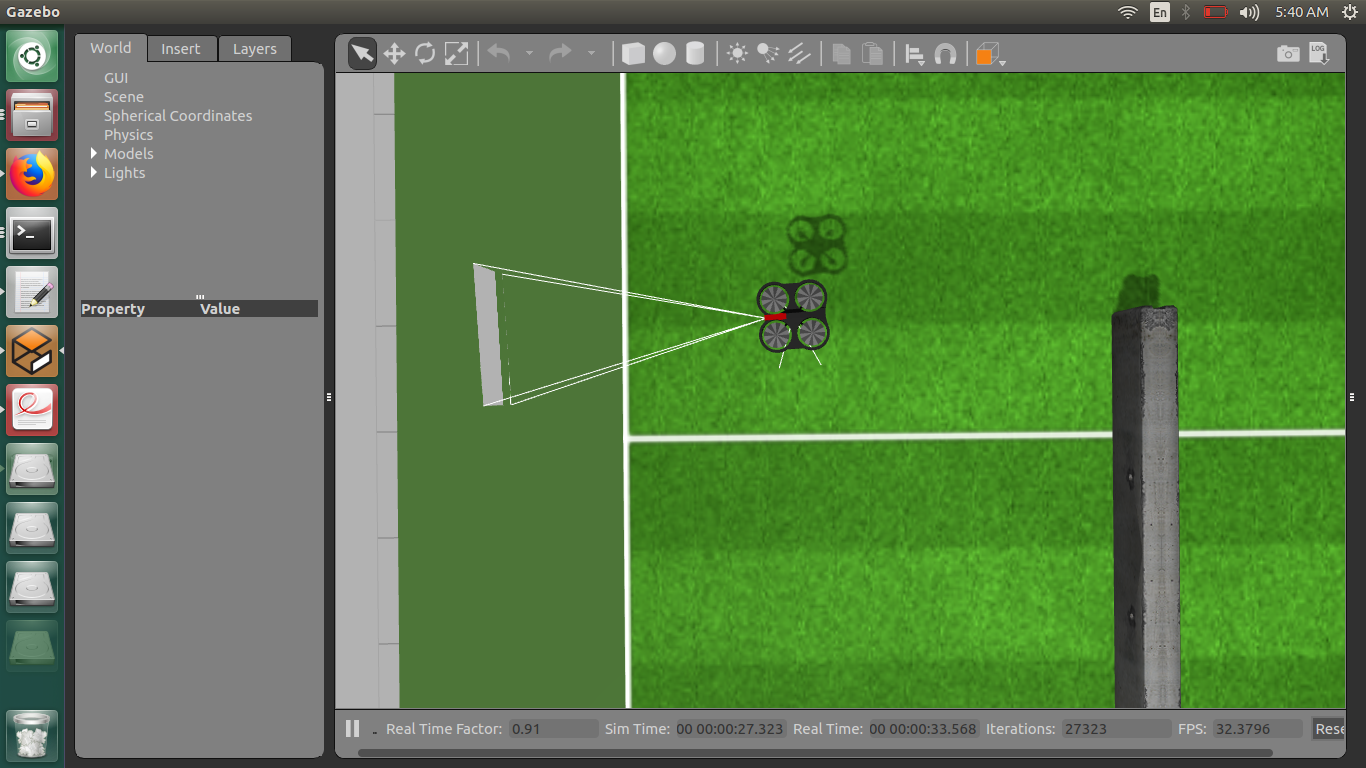 Gazebo
En
5:40 AM
World Insert Layers
LOG
GUI
Scene
Spherical Coordinates
Physics
Models
Lights
Property Value
Real Time Factor: 0.91 Sim Time: 00 00:00:27.323 Real Time: 00 00:00:33.568 Iterations: 27323 FPS: 32.3796 Rese